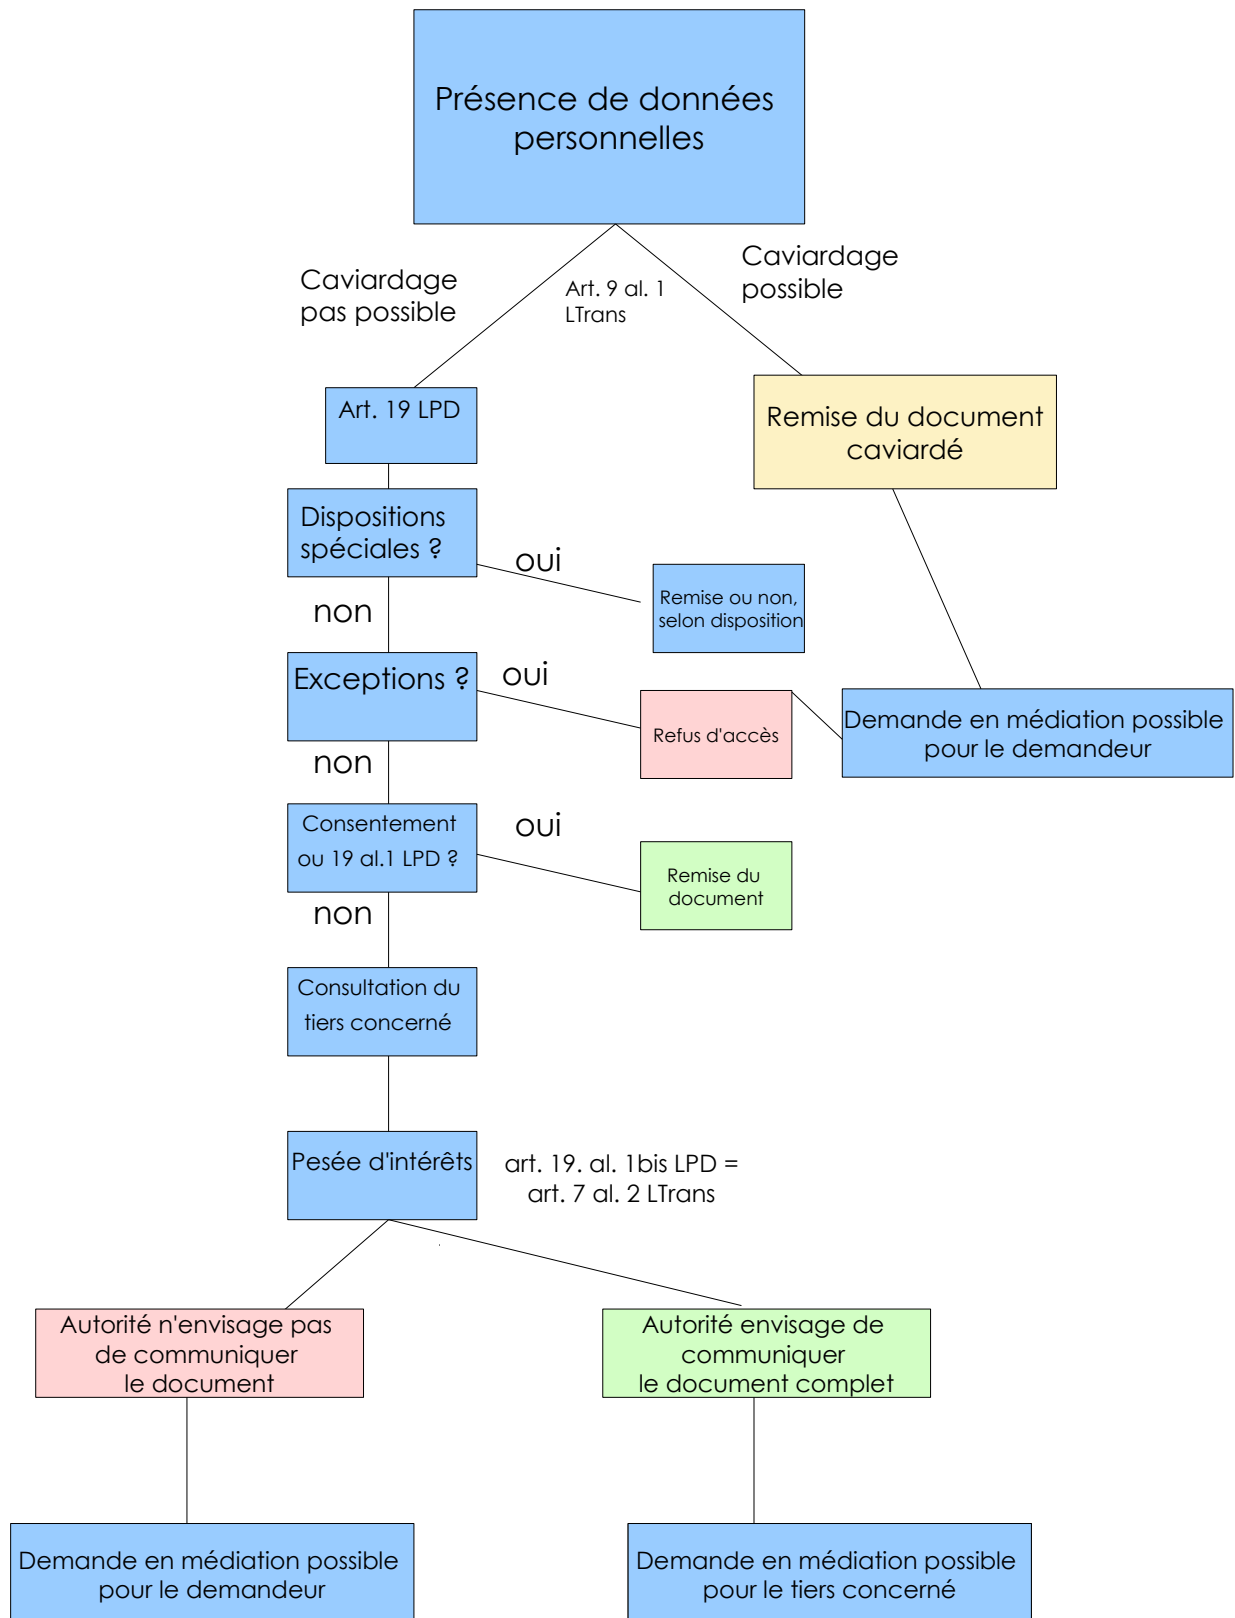 Présence de données
personnelles
Caviardage
pas possible
Art. 9 al. 1
LTrans
Caviardage
possible
Art. 19 LPD
Remise du document
caviardé
Dispositions
spéciales ?
oui
Remise ou non,
selon disposition
non
Exceptions ?
oui
Refus d'accès
Demande en médiation possible
pour le demandeur
non
Consentement
ou 19 al.1 LPD ?
oui
Remise du
document
non
Consultation du
tiers concerné
Pesée d'intérêts
art. 19. al. 1bis LPD =
art. 7 al. 2 LTrans
Autorité n'envisage pas
de communiquer
le document
Autorité envisage de
communiquer
le document complet
Demande en médiation possible
pour le demandeur
Demande en médiation possible
pour le tiers concerné